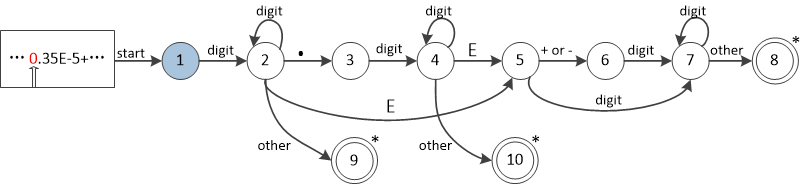 digit digit digit
··· 0.35E-5+··· start 1 digit 2 . 3 digit 4 E 5 + or - 6 digit 7 other 8 *
E digit
other 9 * other 10 *